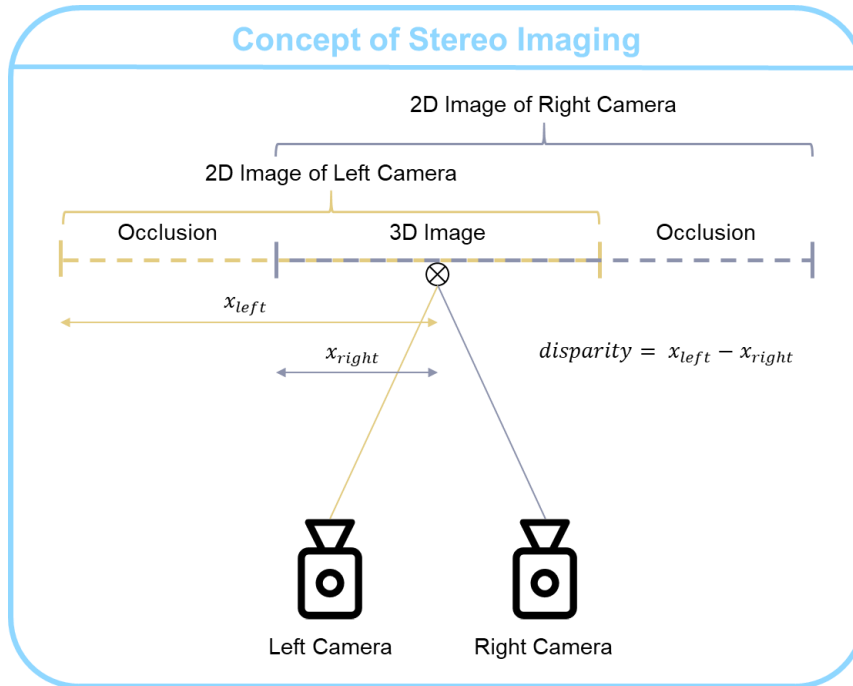 Concept of Stereo Imaging
2D Image of Right Camera
2D Image of Left Camera
Occlusion
3D Image
Occlusion
x_left
x_right
disparity = x_left − x_right
Left Camera
Right Camera